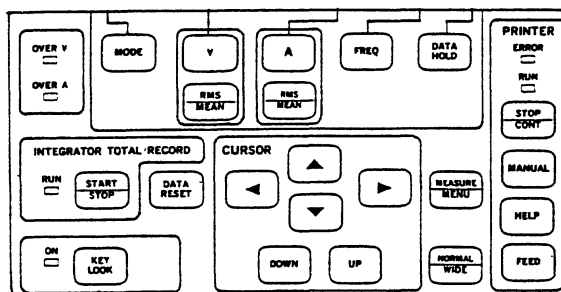 PRINTER
OVER V
MODE
V
A
FREQ
DATA
HOLD
ERROR
OVER A
RMS
MEAN
RMS
MEAN
RUN
STOP
CONT
INTEGRATOR TOTAL RECORD
CURSOR
RUN
START
STOP
DATA
RESET
MEASURE
MENU
MANUAL
HELP
ON
KEY
LOOK
DOWN
UP
NORMAL
WIDE
FEED